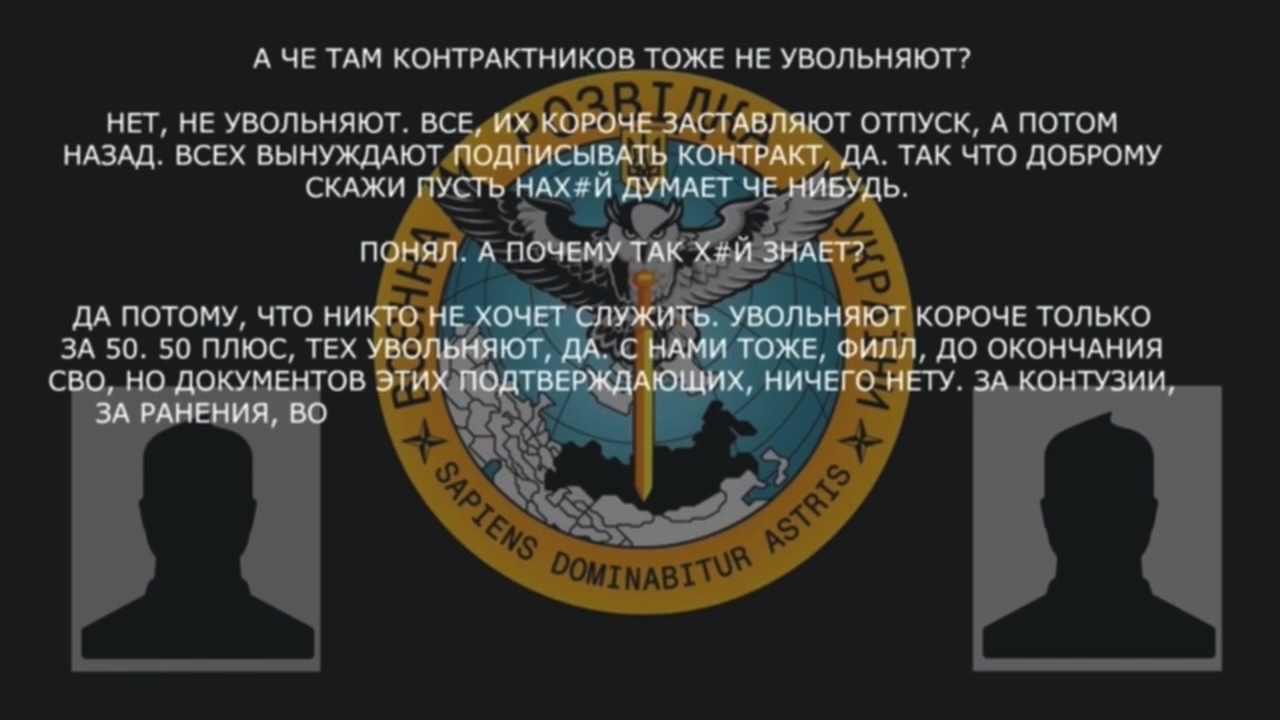 А ЧЕ ТАМ КОНТРАКТНИКОВ ТОЖЕ НЕ УВОЛЬНЯЮТ?
НЕТ, НЕ УВОЛЬНЯЮТ. ВСЕ, ИХ КОРОЧЕ ЗАСТАВЛЯЮТ ОТПУСК, А ПОТОМ
НАЗАД. ВСЕХ ВЫНУЖДАЮТ ПОДПИСЫВАТЬ КОНТРАКТ, ДА. ТАК ЧТО ДОБРОМУ
СКАЖИ ПУСТЬ НАХ#Й ДУМАЕТ ЧЕ НИБУДЬ.
ПОНЯЛ. А ПОЧЕМУ ТАК Х#Й ЗНАЕТ?
ДА ПОТОМУ, ЧТО НИКТО НЕ ХОЧЕТ СЛУЖИТЬ. УВОЛЬНЯЮТ КОРОЧЕ ТОЛЬКО
ЗА 50. 50 ПЛЮС, ТЕХ УВОЛЬНЯЮТ, ДА. С НАМИ ТОЖЕ, ФИЛЛ, ДО ОКОНЧАНИЯ
СВО, НО ДОКУМЕНТОВ ЭТИХ ПОДТВЕРЖДАЮЩИХ, НИЧЕГО НЕТУ. ЗА КОНТУЗИИ,
ЗА РАНЕНИЯ, ВО
ВОЄННА РОЗВІДКА УКРАЇНИ
SAPIENS DOMINABITUR ASTRIS